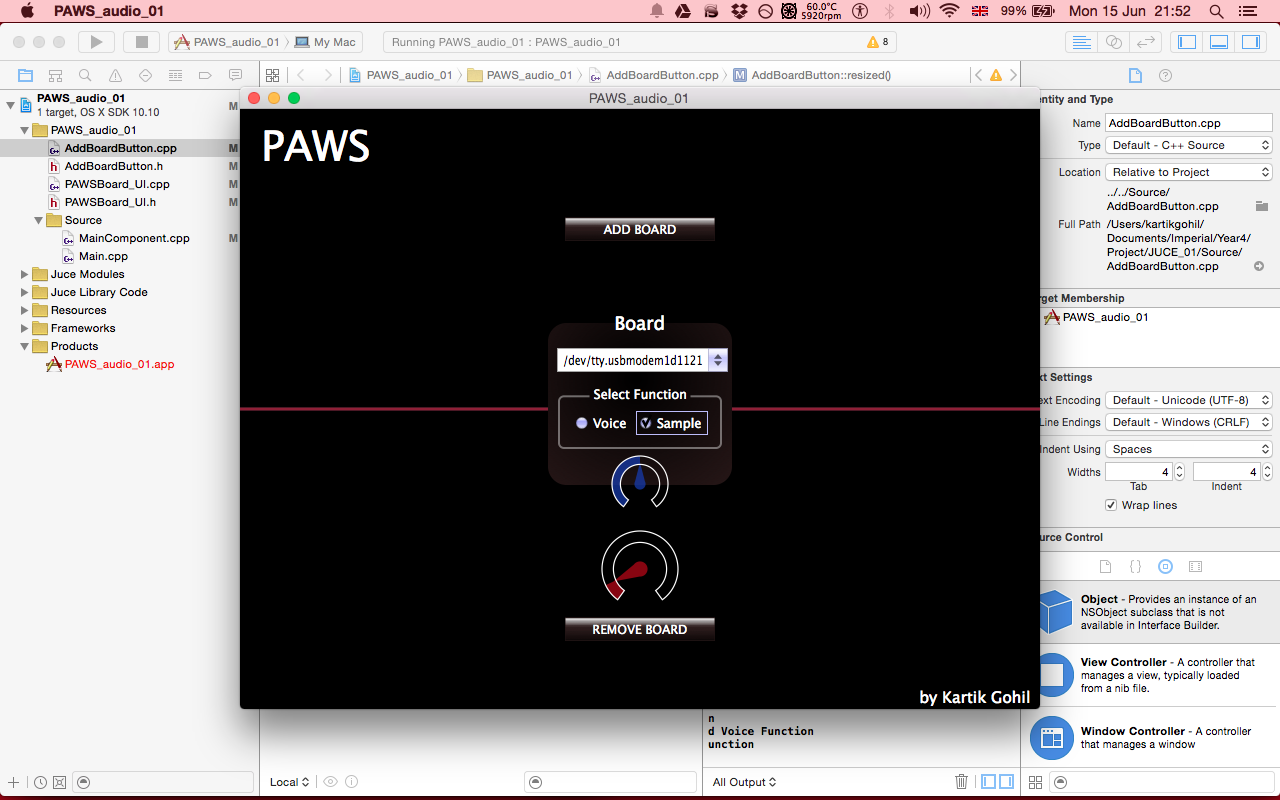 PAWS_audio_01
60.0°C
5920rpm
99%
Mon 15 Jun 21:52
PAWS_audio_01
My Mac
Running PAWS_audio_01 : PAWS_audio_01
8
PAWS_audio_01
PAWS_audio_01
AddBoardButton.cpp
M
AddBoardButton::resized()
PAWS_audio_01
1 target, OS X SDK 10.10
M
PAWS_audio_01
AddBoardButton.cpp
M
AddBoardButton.h
M
PAWSBoard_UI.cpp
M
PAWSBoard_UI.h
M
Source
MainComponent.cpp
M
Main.cpp
Juce Modules
Juce Library Code
Resources
Frameworks
Products
PAWS_audio_01.app
PAWS_audio_01
PAWS
ADD BOARD
Board
/dev/tty.usbmodem1d1121
Select Function
Voice
Sample
REMOVE BOARD
by Kartik Gohil
n
d Voice Function
unction
Local
All Output
entity and Type
Name AddBoardButton.cpp
Type Default - C++ Source
Location Relative to Project
../../Source/
AddBoardButton.cpp
Full Path /Users/kartikgohil/
Documents/Imperial/Year4/
Project/JUCE_01/Source/
AddBoardButton.cpp
rget Membership
PAWS_audio_01
xt Settings
ext Encoding Default - Unicode (UTF-8)
Line Endings Default - Windows (CRLF)
Indent Using Spaces
Widths 4 4
Tab Indent
Wrap lines
urce Control
Object - Provides an instance of an
NSObject subclass that is not
available in Interface Builder.
View Controller - A controller that
manages a view, typically loaded
from a nib file.
Window Controller - A controller
that manages a window